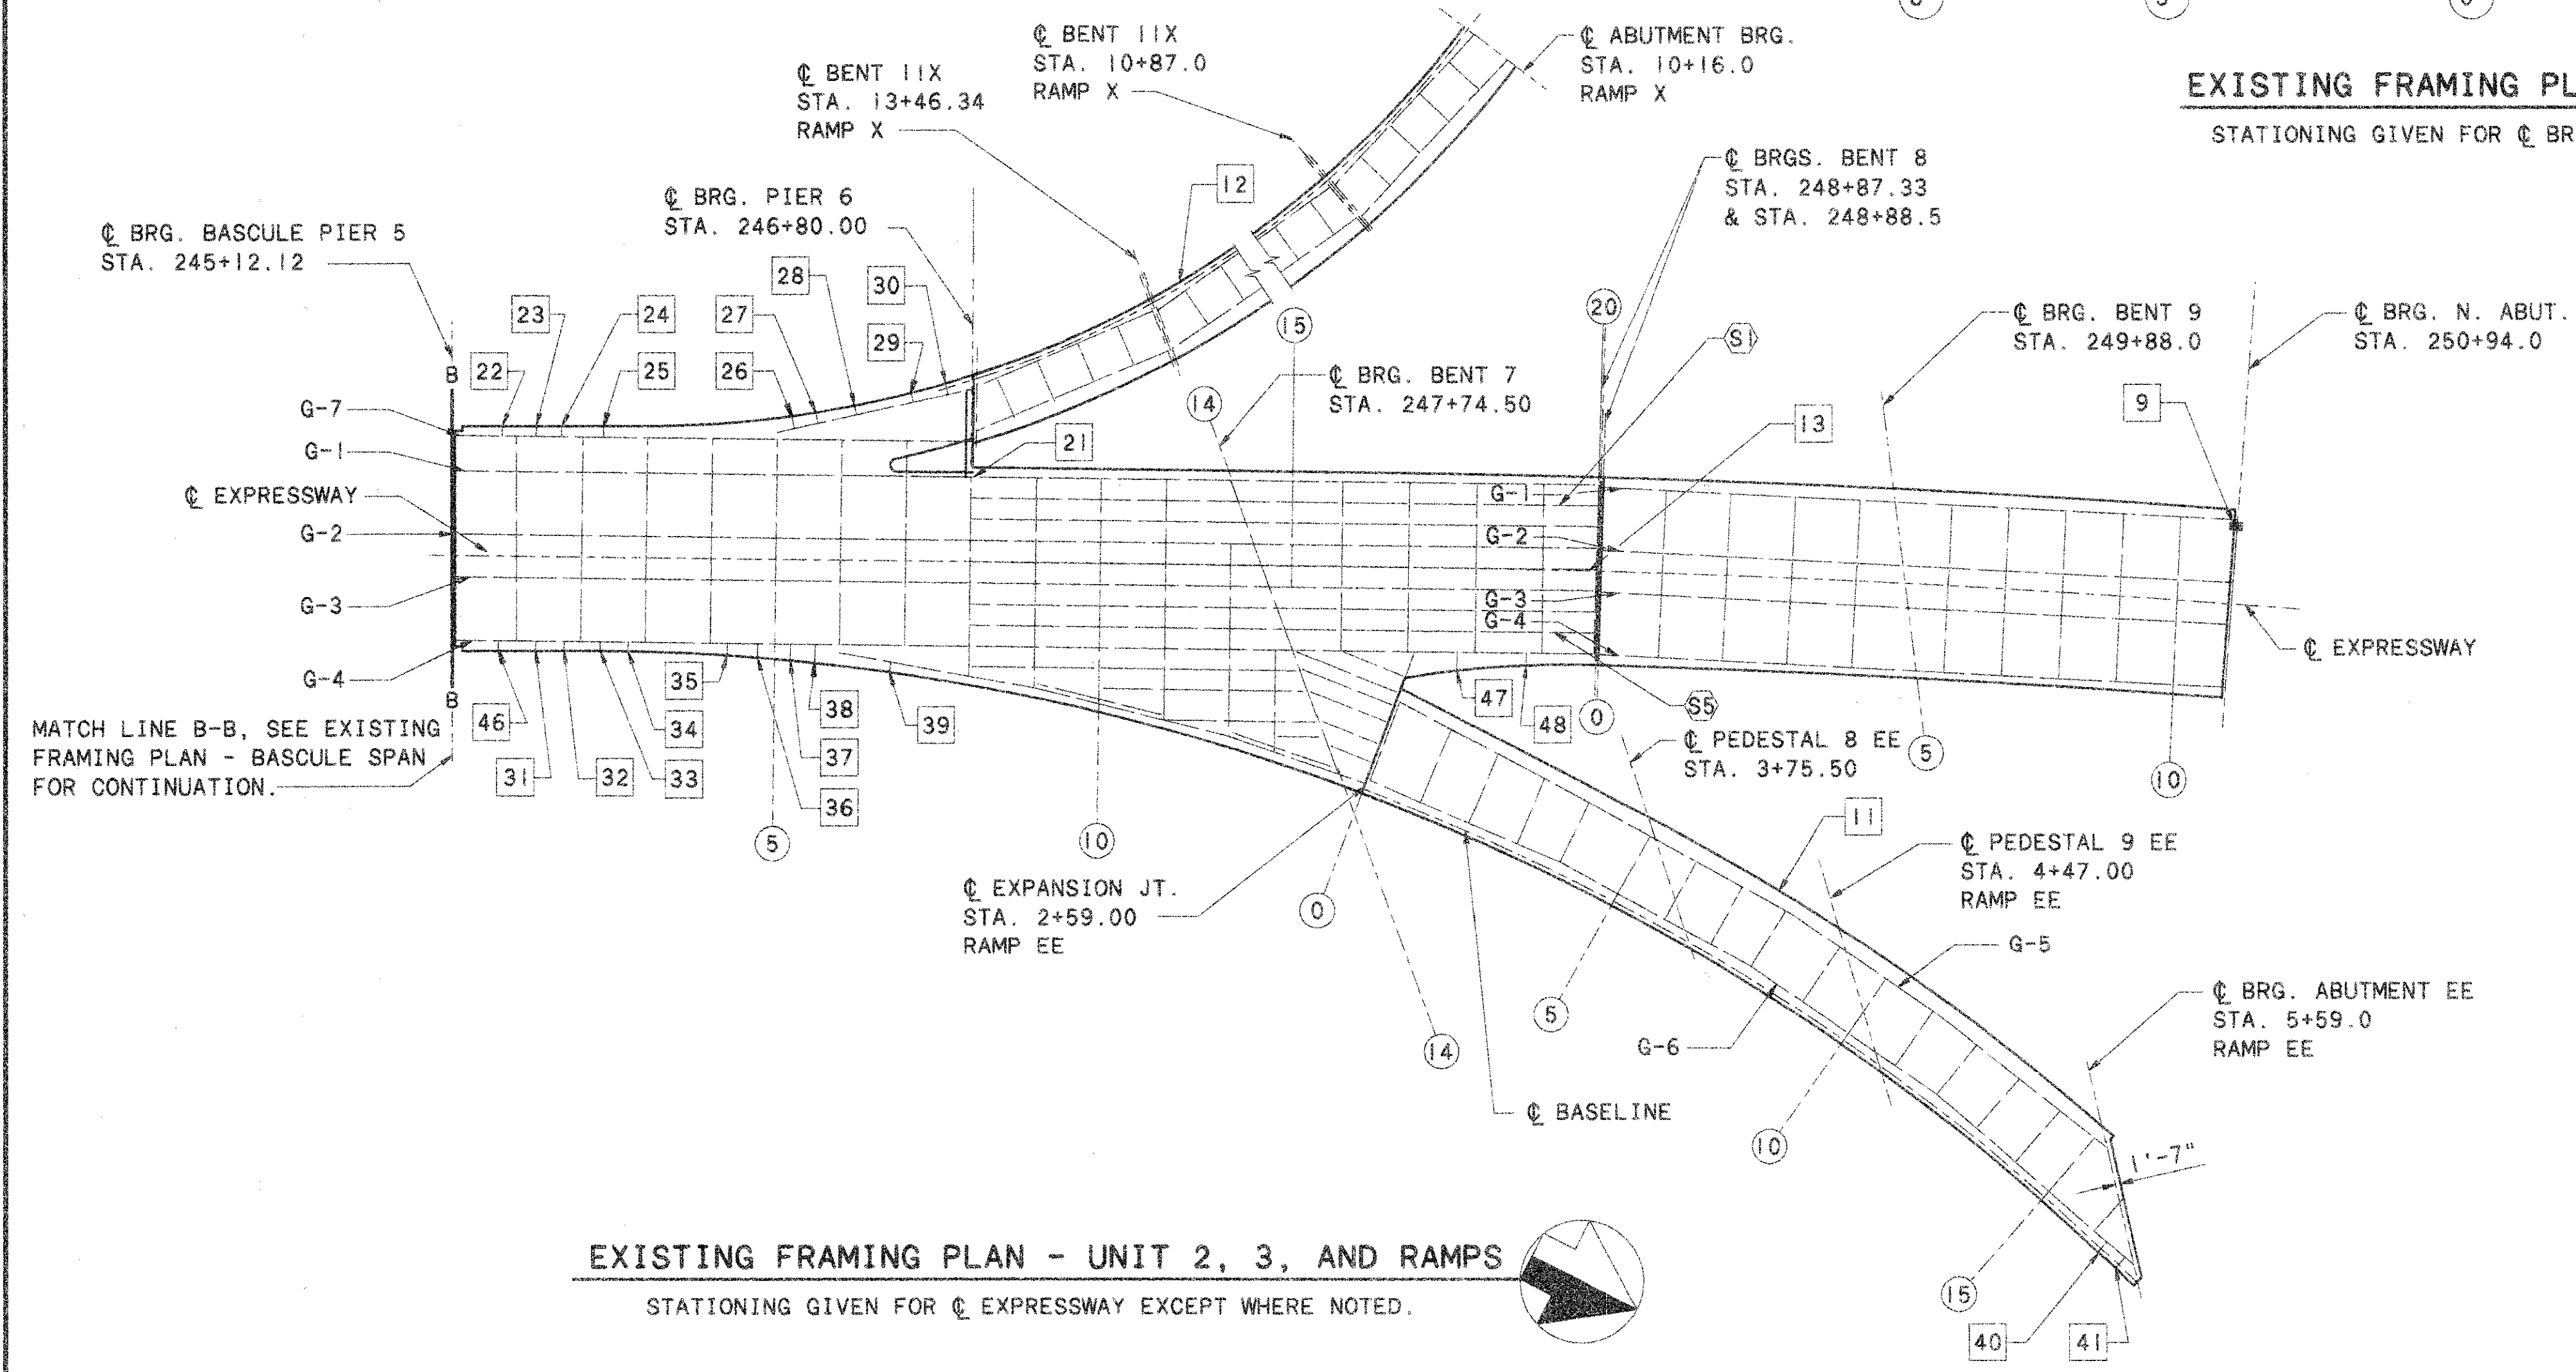 ℄ BENT 11X
STA. 10+87.0
RAMP X
℄ ABUTMENT BRG.
STA. 10+16.0
RAMP X
℄ BENT 11X
STA. 13+46.34
RAMP X
EXISTING FRAMING PL
STATIONING GIVEN FOR ℄ BR
℄ BRGS. BENT 8
STA. 248+87.33
& STA. 248+88.5
12
℄ BRG. PIER 6
STA. 246+80.00
℄ BRG. BASCULE PIER 5
STA. 245+12.12
28
30
23
24
27
29
22
25
26
B
15
20
S1
℄ BRG. BENT 9
STA. 249+88.0
℄ BRG. N. ABUT.
STA. 250+94.0
14
℄ BRG. BENT 7
STA. 247+74.50
9
13
21
G-7
G-1
℄ EXPRESSWAY
G-2
G-3
G-4
B
G-1
G-2
G-3
G-4
℄ EXPRESSWAY
MATCH LINE B-B, SEE EXISTING
FRAMING PLAN - BASCULE SPAN
FOR CONTINUATION.
46
31
32
33
34
35
36
37
38
39
47
48
0
S5
℄ PEDESTAL 8 EE
STA. 3+75.50
5
10
5
10
11
℄ EXPANSION JT.
STA. 2+59.00
RAMP EE
0
℄ PEDESTAL 9 EE
STA. 4+47.00
RAMP EE
G-5
14
5
G-6
10
℄ BASELINE
℄ BRG. ABUTMENT EE
STA. 5+59.0
RAMP EE
1'-7"
15
40
41
EXISTING FRAMING PLAN - UNIT 2, 3, AND RAMPS
STATIONING GIVEN FOR ℄ EXPRESSWAY EXCEPT WHERE NOTED.